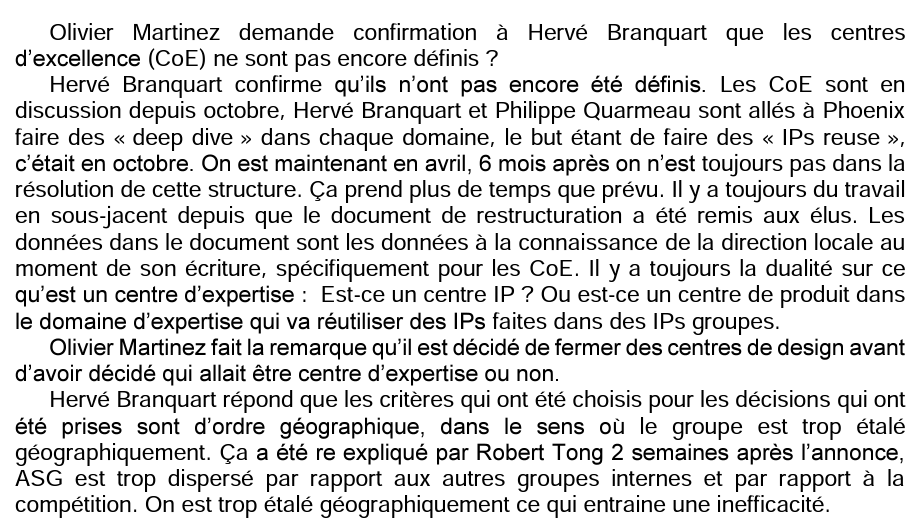 Olivier Martinez demande confirmation à Hervé Branquart que les centres
d'excellence (CoE) ne sont pas encore définis ?
Hervé Branquart confirme qu'ils n'ont pas encore été définis. Les CoE sont en
discussion depuis octobre, Hervé Branquart et Philippe Quarmeau sont allés à Phoenix
faire des « deep dive » dans chaque domaine, le but étant de faire des « IPs reuse »,
c'était en octobre. On est maintenant en avril, 6 mois après on n'est toujours pas dans la
résolution de cette structure. Ça prend plus de temps que prévu. Il y a toujours du travail
en sous-jacent depuis que le document de restructuration a été remis aux élus. Les
données dans le document sont les données à la connaissance de la direction locale au
moment de son écriture, spécifiquement pour les CoE. Il y a toujours la dualité sur ce
qu'est un centre d'expertise : Est-ce un centre IP ? Ou est-ce un centre de produit dans
le domaine d'expertise qui va réutiliser des IPs faites dans des IPs groupes.
Olivier Martinez fait la remarque qu'il est décidé de fermer des centres de design avant
d'avoir décidé qui allait être centre d'expertise ou non.
Hervé Branquart répond que les critères qui ont été choisis pour les décisions qui ont
été prises sont d'ordre géographique, dans le sens où le groupe est trop étalé
géographiquement. Ça a été re expliqué par Robert Tong 2 semaines après l'annonce,
ASG est trop dispersé par rapport aux autres groupes internes et par rapport à la
compétition. On est trop étalé géographiquement ce qui entraine une inefficacité.